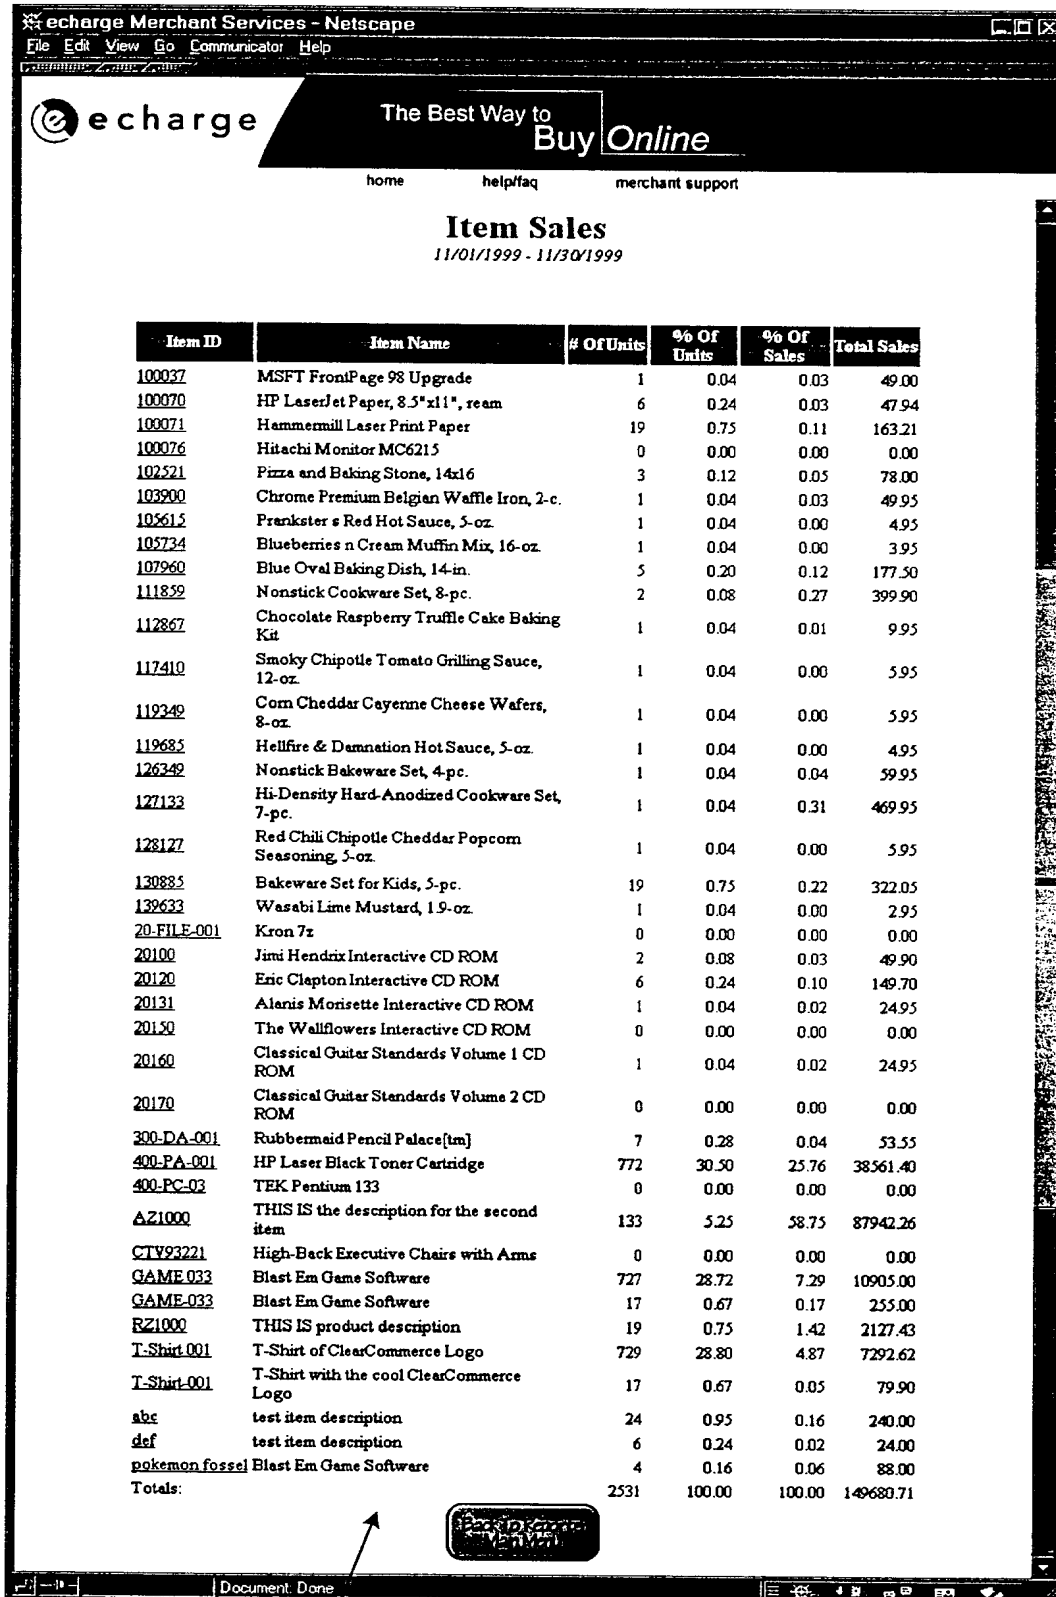 echarge Merchant Services - Netscape
File Edit View Go Communicator Help
e echarge
The Best Way to
Buy Online
home help/faq merchant support
Item Sales
11/01/1999 - 11/30/1999
Item ID Item Name # Of Units % Of Units % Of Sales Total Sales
100037 MSFT FrontPage 98 Upgrade 1 0.04 0.03 49.00
100070 HP LaserJet Paper, 8.5"x11", ream 6 0.24 0.03 47.94
100071 Hammermill Laser Print Paper 19 0.75 0.11 163.21
100076 Hitachi Monitor MC6215 0 0.00 0.00 0.00
102521 Pizza and Baking Stone, 14x16 3 0.12 0.05 78.00
103900 Chrome Premium Belgian Waffle Iron, 2-c. 1 0.04 0.03 49.95
105615 Prankster s Red Hot Sauce, 5-oz. 1 0.04 0.00 4.95
105734 Blueberries n Cream Muffin Mix, 16-oz. 1 0.04 0.00 3.95
107960 Blue Oval Baking Dish, 14-in. 5 0.20 0.12 177.50
111859 Nonstick Cookware Set, 8-pc. 2 0.08 0.27 399.90
112867 Chocolate Raspberry Truffle Cake Baking
Kit 1 0.04 0.01 9.95
117410 Smoky Chipotle Tomato Grilling Sauce,
12-oz. 1 0.04 0.00 5.95
119349 Corn Cheddar Cayenne Cheese Wafers,
8-oz. 1 0.04 0.00 5.95
119685 Hellfire & Damnation Hot Sauce, 5-oz. 1 0.04 0.00 4.95
126349 Nonstick Bakeware Set, 4-pc. 1 0.04 0.04 59.95
127133 Hi-Density Hard-Anodized Cookware Set,
7-pc. 1 0.04 0.31 469.95
128127 Red Chili Chipotle Cheddar Popcorn
Seasoning, 5-oz. 1 0.04 0.00 5.95
130885 Bakeware Set for Kids, 5-pc. 19 0.75 0.22 322.05
139633 Wasabi Lime Mustard, 1.9-oz. 1 0.04 0.00 2.95
20-FILE-001 Kron 7z 0 0.00 0.00 0.00
20100 Jimi Hendrix Interactive CD ROM 2 0.08 0.03 49.90
20120 Eric Clapton Interactive CD ROM 6 0.24 0.10 149.70
20131 Alanis Morisette Interactive CD ROM 1 0.04 0.02 24.95
20150 The Wallflowers Interactive CD ROM 0 0.00 0.00 0.00
20160 Classical Guitar Standards Volume 1 CD
ROM 1 0.04 0.02 24.95
20170 Classical Guitar Standards Volume 2 CD
ROM 0 0.00 0.00 0.00
300-DA-001 Rubbermaid Pencil Palace[tm] 7 0.28 0.04 53.55
400-PA-001 HP Laser Black Toner Cartridge 772 30.50 25.76 38561.40
400-PC-03 TEK Pentium 133 0 0.00 0.00 0.00
AZ1000 THIS IS the description for the second
item 133 5.25 58.75 87942.26
CTV93221 High-Back Executive Chairs with Arms 0 0.00 0.00 0.00
GAME 033 Blast Em Game Software 727 28.72 7.29 10905.00
GAME-033 Blast Em Game Software 17 0.67 0.17 255.00
RZ1000 THIS IS product description 19 0.75 1.42 2127.43
T-Shirt 001 T-Shirt of ClearCommerce Logo 729 28.80 4.87 7292.62
T-Shirt-001 T-Shirt with the cool ClearCommerce
Logo 17 0.67 0.05 79.90
abc test item description 24 0.95 0.16 240.00
def test item description 6 0.24 0.02 24.00
pokemon fossel Blast Em Game Software 4 0.16 0.06 88.00
Totals: 2531 100.00 100.00 149680.71
Back To Reports
Main Menu
Document: Done